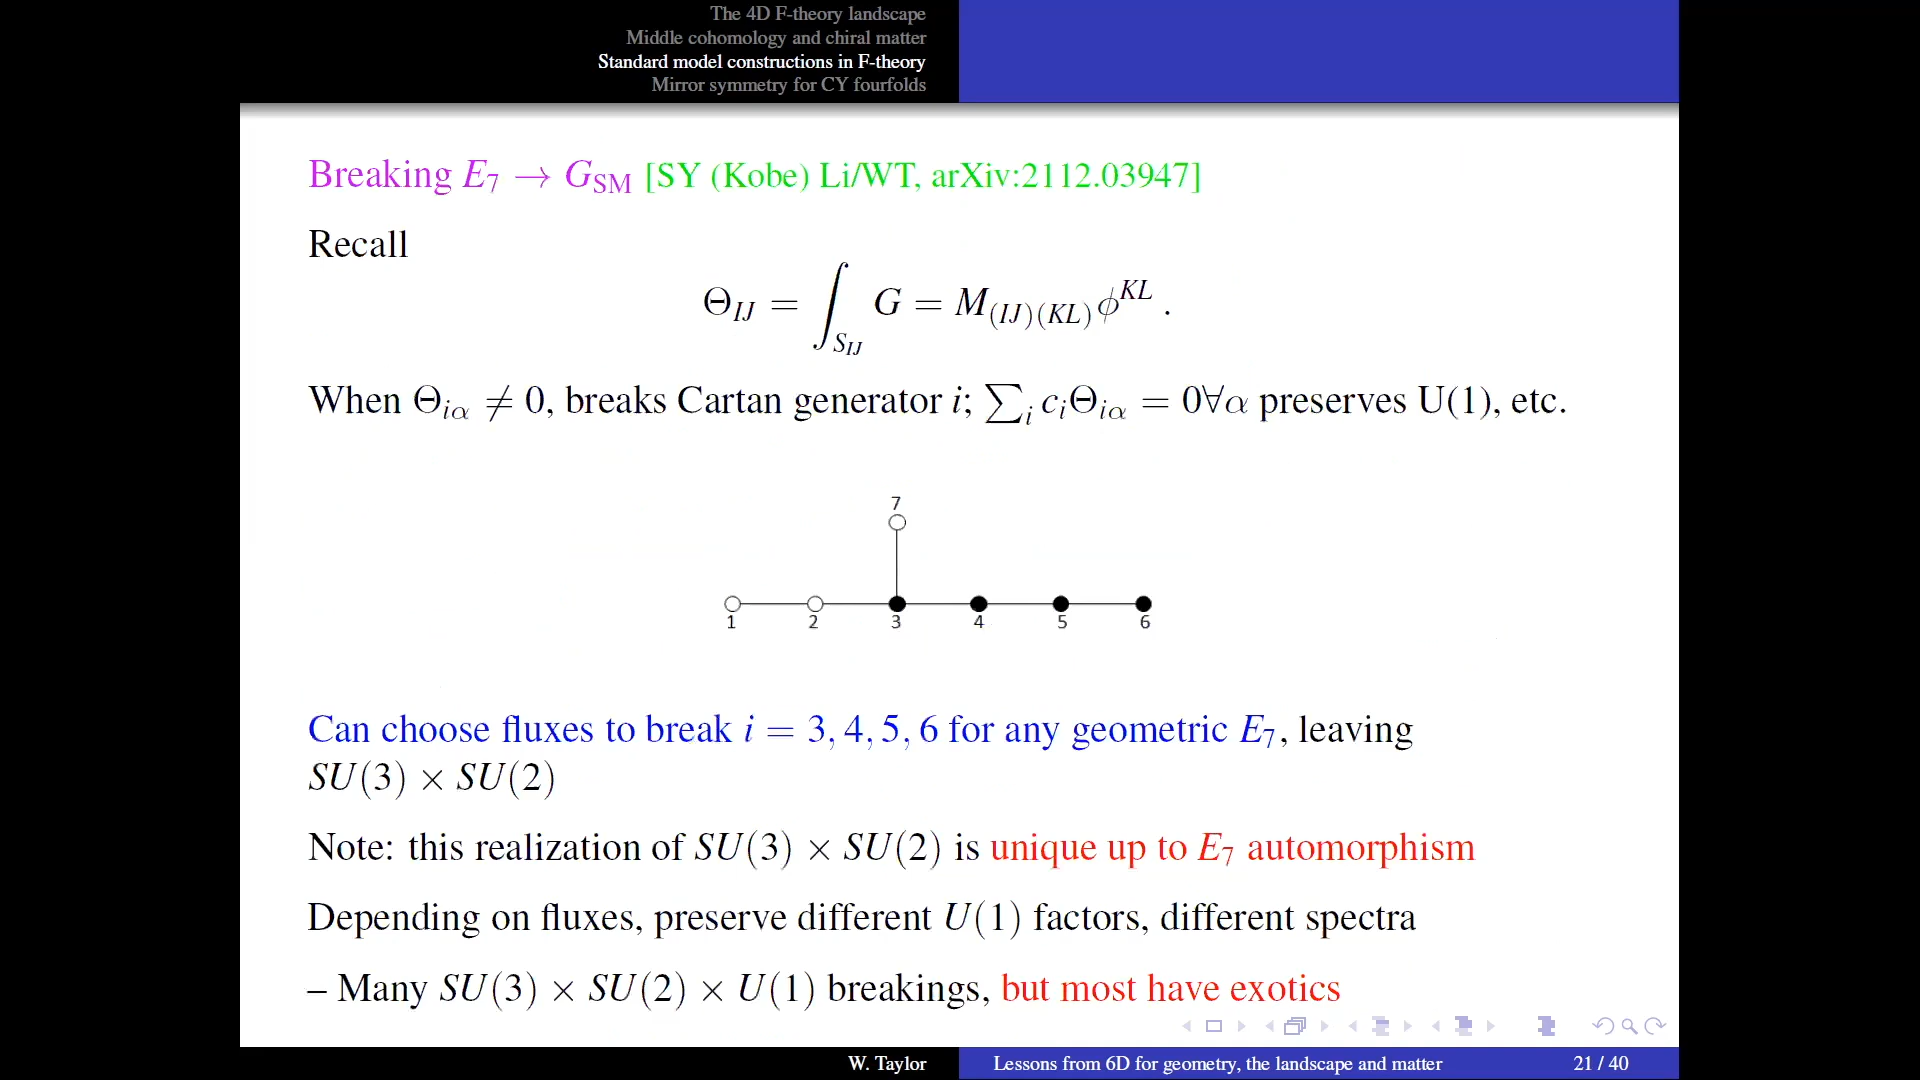 The 4D F-theory landscape
Middle cohomology and chiral matter
Standard model constructions in F-theory
Mirror symmetry for CY fourfolds
Breaking E₇ → G_SM [SY (Kobe) Li/WT, arXiv:2112.03947]
Recall
Θ_IJ = ∫_{S_IJ} G = M_{(IJ)(KL)} ϕ^{KL} .
When Θ_{iα} ≠ 0, breaks Cartan generator i; ∑_i c_i Θ_{iα} = 0∀α preserves U(1), etc.
7
1 2 3 4 5 6
Can choose fluxes to break i = 3, 4, 5, 6 for any geometric E₇, leaving
SU(3) × SU(2)
Note: this realization of SU(3) × SU(2) is unique up to E₇ automorphism
Depending on fluxes, preserve different U(1) factors, different spectra
– Many SU(3) × SU(2) × U(1) breakings, but most have exotics
W. Taylor
Lessons from 6D for geometry, the landscape and matter
21 / 40